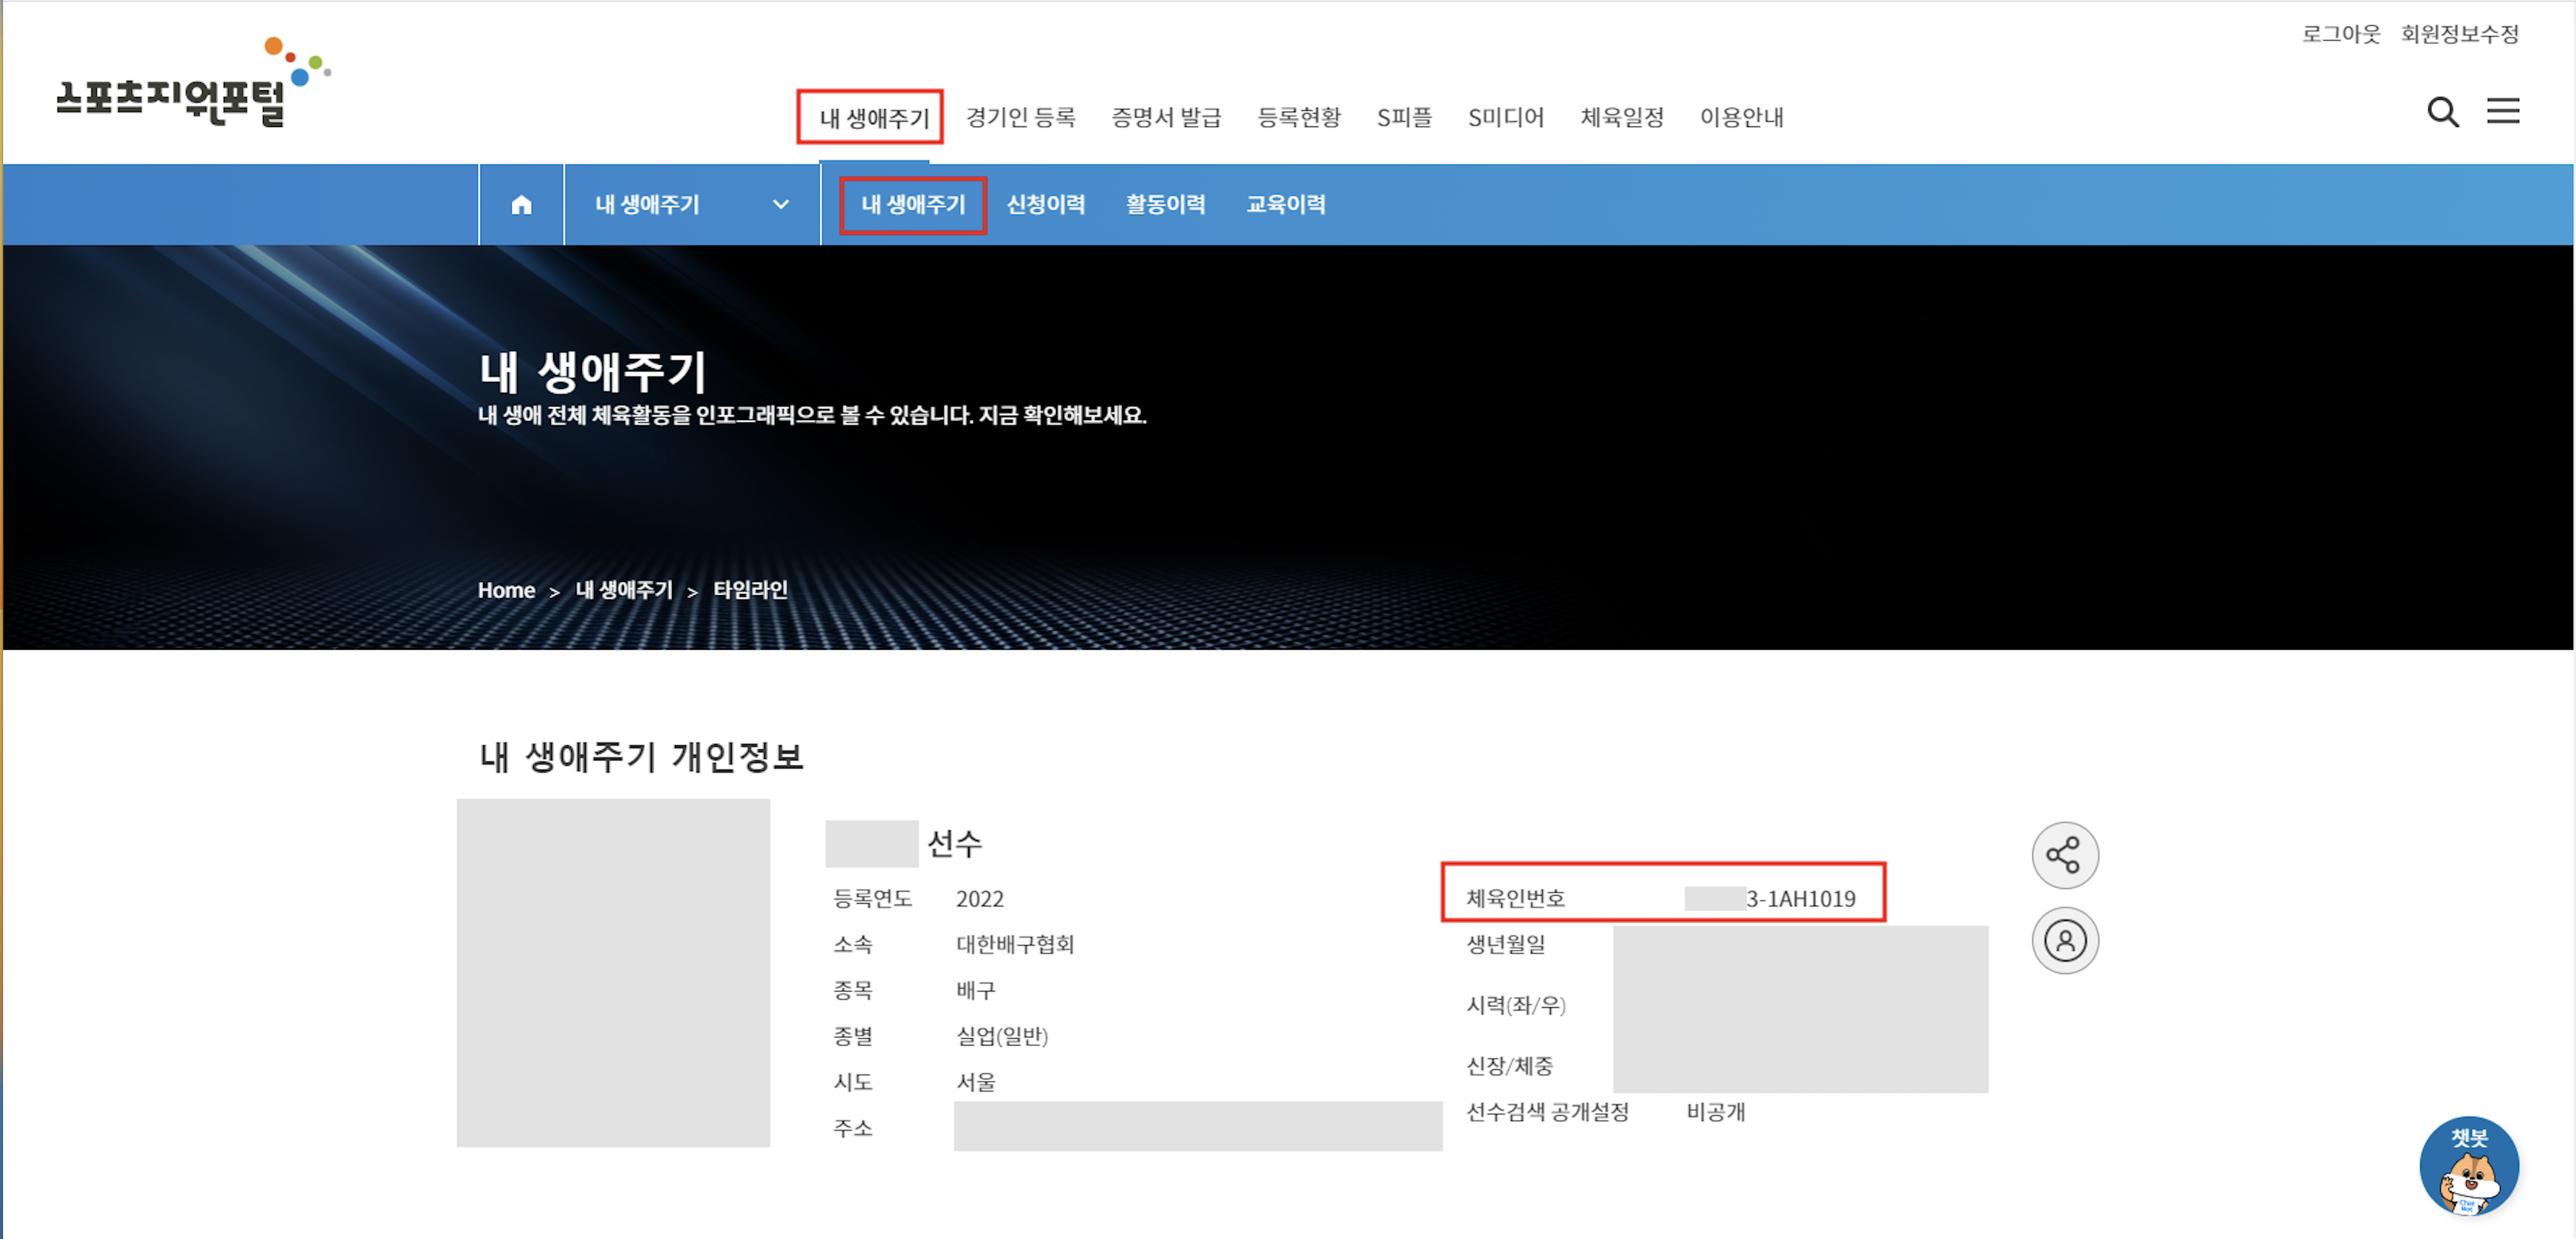 로그아웃 회원정보수정
스포츠지원포털
내 생애주기 경기인 등록 증명서 발급 등록현황 S피플 S미디어 체육일정 이용안내
내 생애주기 내 생애주기 신청이력 활동이력 교육이력
내 생애주기
내 생애 전체 체육활동을 인포그래픽으로 볼 수 있습니다. 지금 확인해보세요.
Home > 내 생애주기 > 타임라인
내 생애주기 개인정보
선수
등록연도 2022
소속 대한배구협회
종목 배구
종별 실업(일반)
시도 서울
주소
체육인번호 3-1AH1019
생년월일
시력(좌/우)
신장/체중
선수검색 공개설정 비공개
챗봇
Chat
Bot